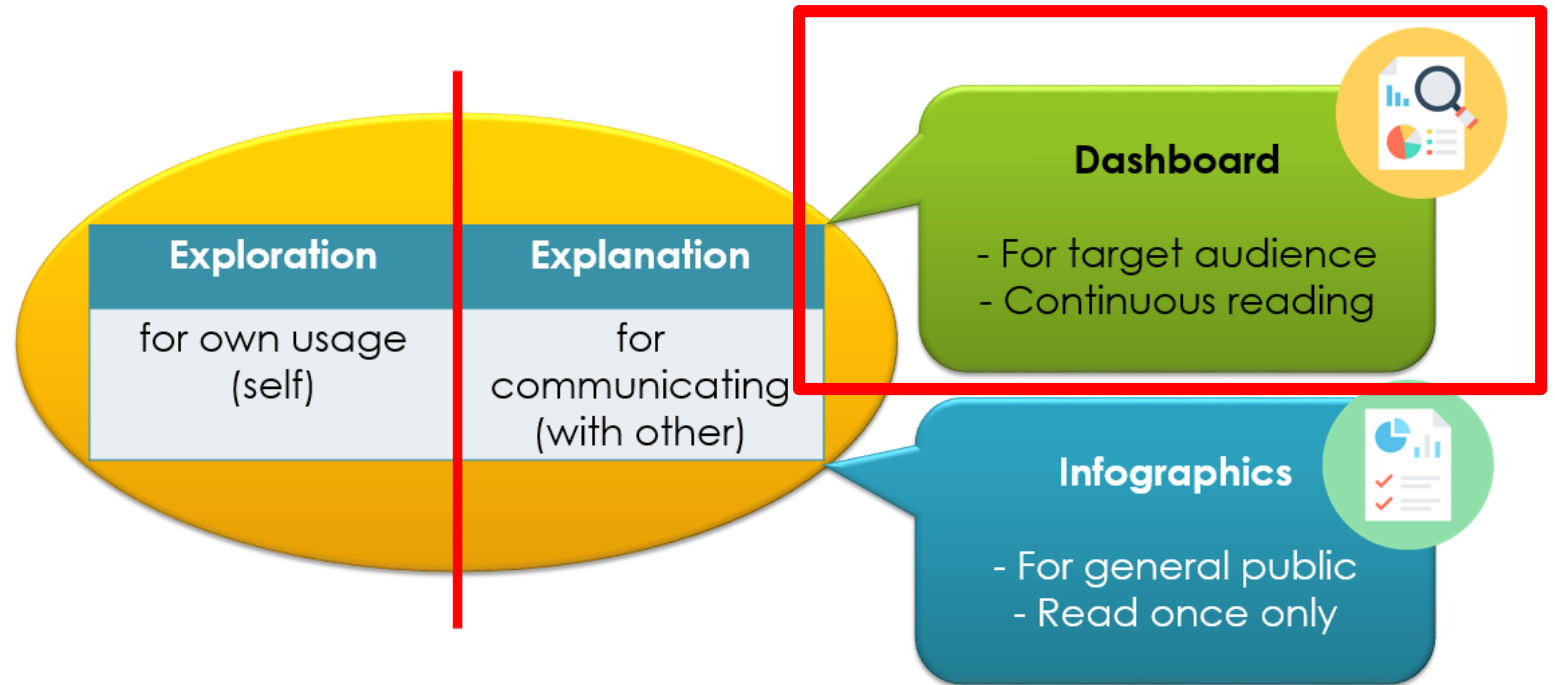 Exploration
Explanation
for own usage
(self)
for
communicating
(with other)
Dashboard
- For target audience
- Continuous reading
Infographics
- For general public
- Read once only